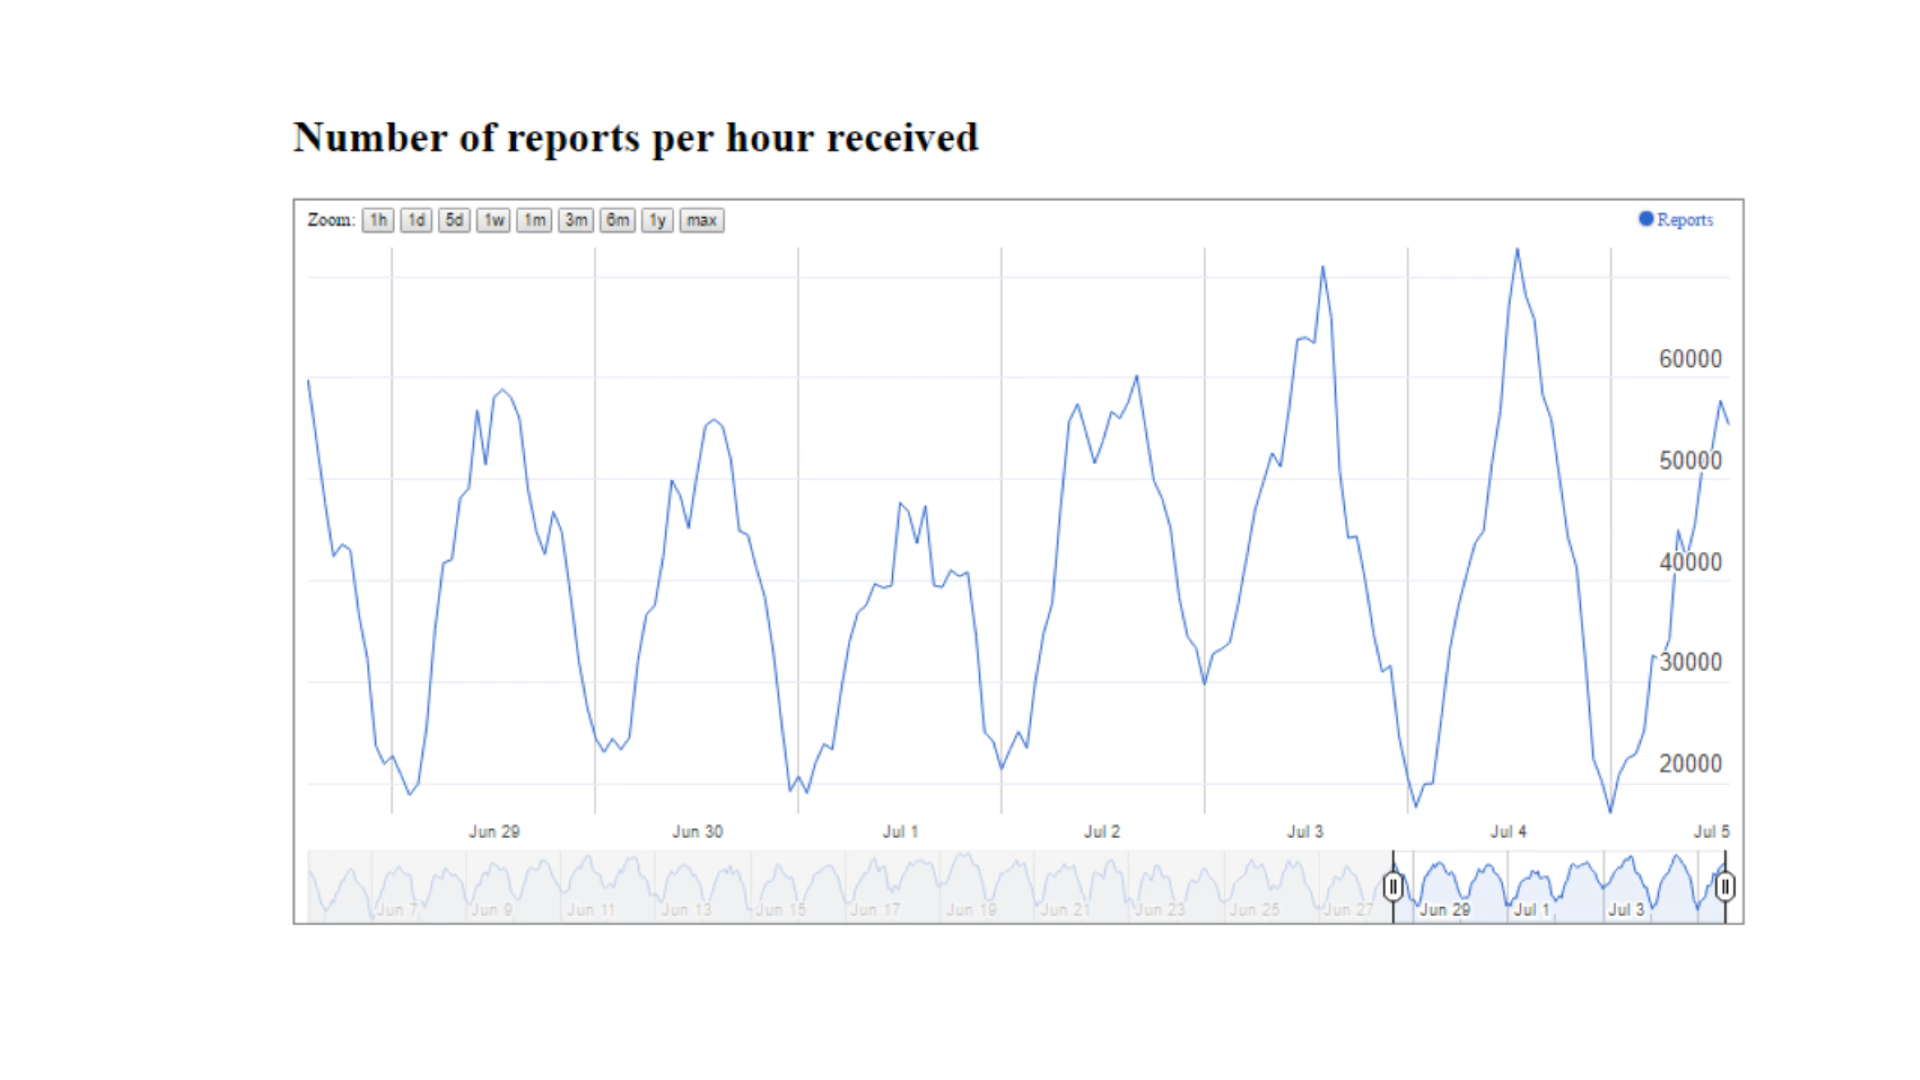 Number of reports per hour received
Zoom: 1h 1d 5d 1w 1m 3m 6m 1y max
Reports
60000
50000
40000
30000
20000
Jun 29 Jun 30 Jul 1 Jul 2 Jul 3 Jul 4 Jul 5
Jun 7 Jun 9 Jun 11 Jun 13 Jun 15 Jun 17 Jun 19 Jun 21 Jun 23 Jun 25 Jun 27 Jun 29 Jul 1 Jul 3